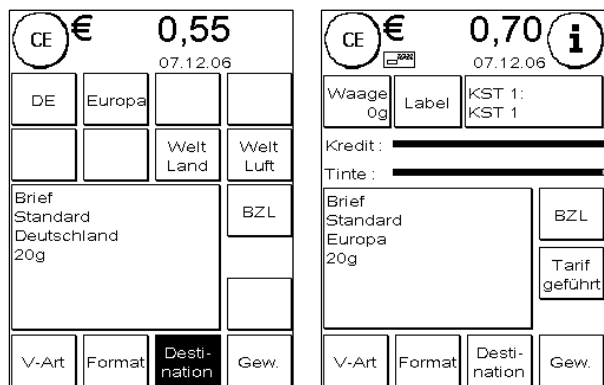 CE € 0,55
07.12.06
DE Europa
Welt Land Welt Luft
Brief
Standard
Deutschland
20g
BZL
V-Art Format Desti-nation Gew.
CE € 0,70 i
07.12.06
Waage 0g Label KST 1: KST 1
Kredit :
Tinte :
Brief
Standard
Europa
20g
BZL
Tarif geführt
V-Art Format Desti-nation Gew.